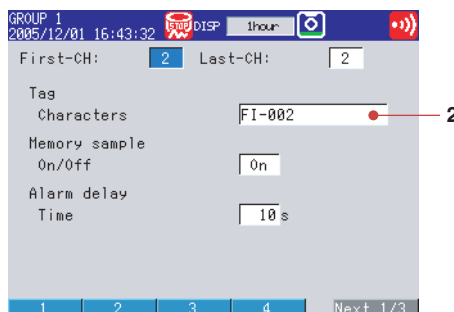 GROUP 1
2005/12/01 16:43:32 STOP DISP 1hour
First-CH: 2 Last-CH: 2
Tag
Characters FI-002 2
Memory sample
On/Off On
Alarm delay
Time 10 s
1 2 3 4 Next 1/3